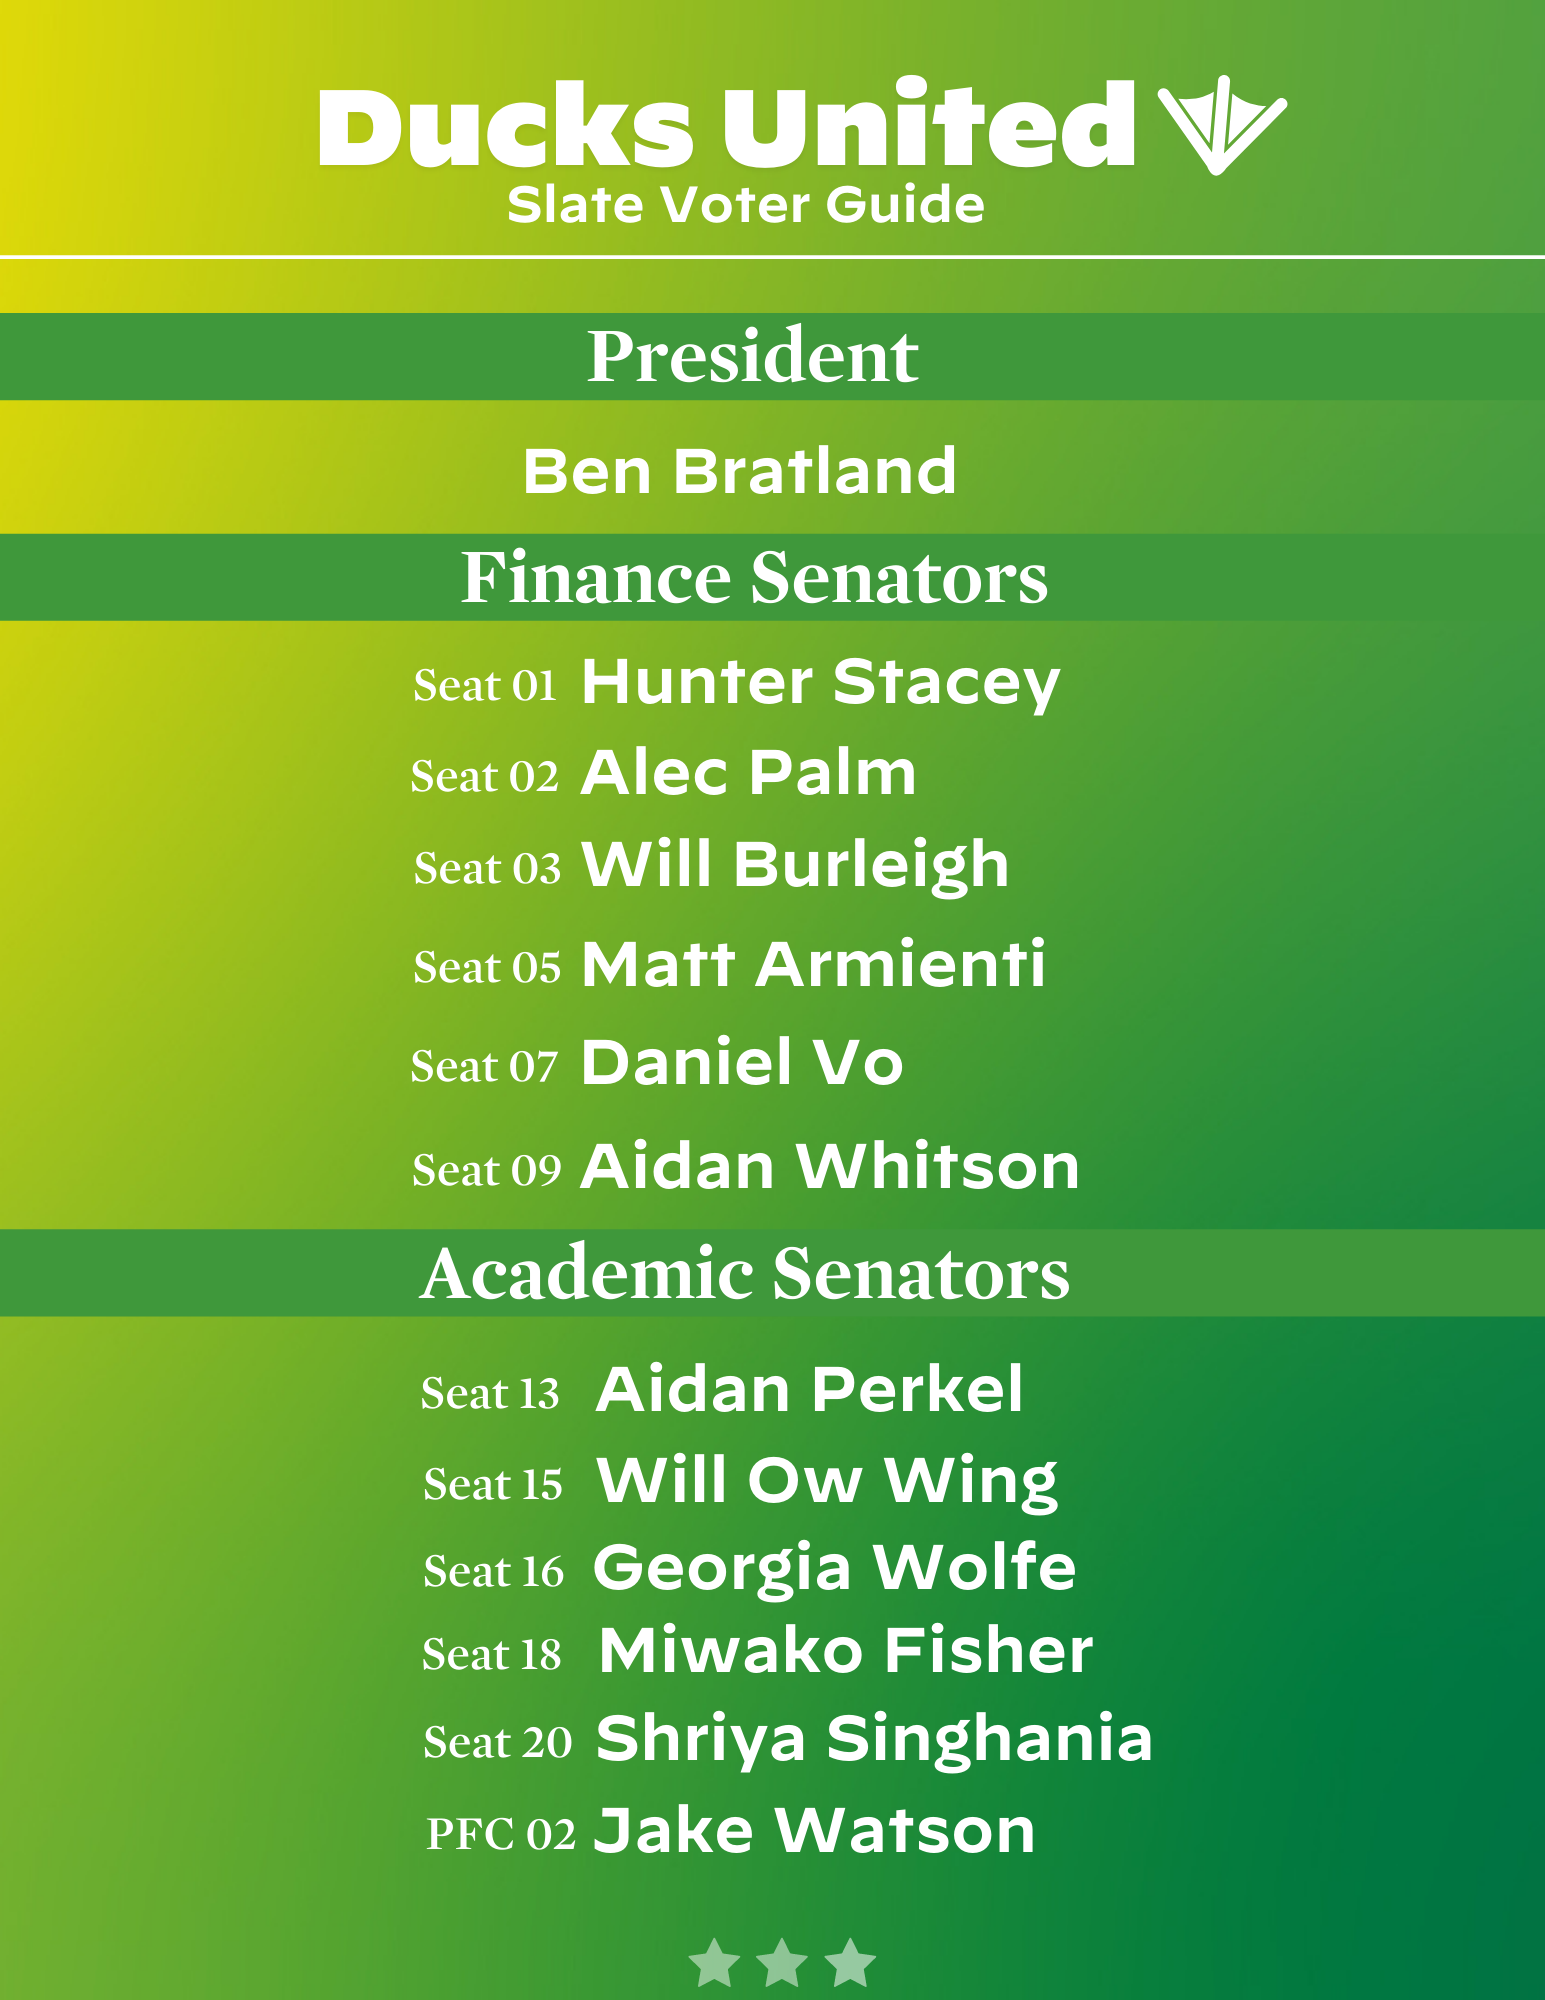 Ducks United
Slate Voter Guide
President
Ben Bratland
Finance Senators
Seat 01 Hunter Stacey
Seat 02 Alec Palm
Seat 03 Will Burleigh
Seat 05 Matt Armienti
Seat 07 Daniel Vo
Seat 09 Aidan Whitson
Academic Senators
Seat 13 Aidan Perkel
Seat 15 Will Ow Wing
Seat 16 Georgia Wolfe
Seat 18 Miwako Fisher
Seat 20 Shriya Singhania
PFC 02 Jake Watson